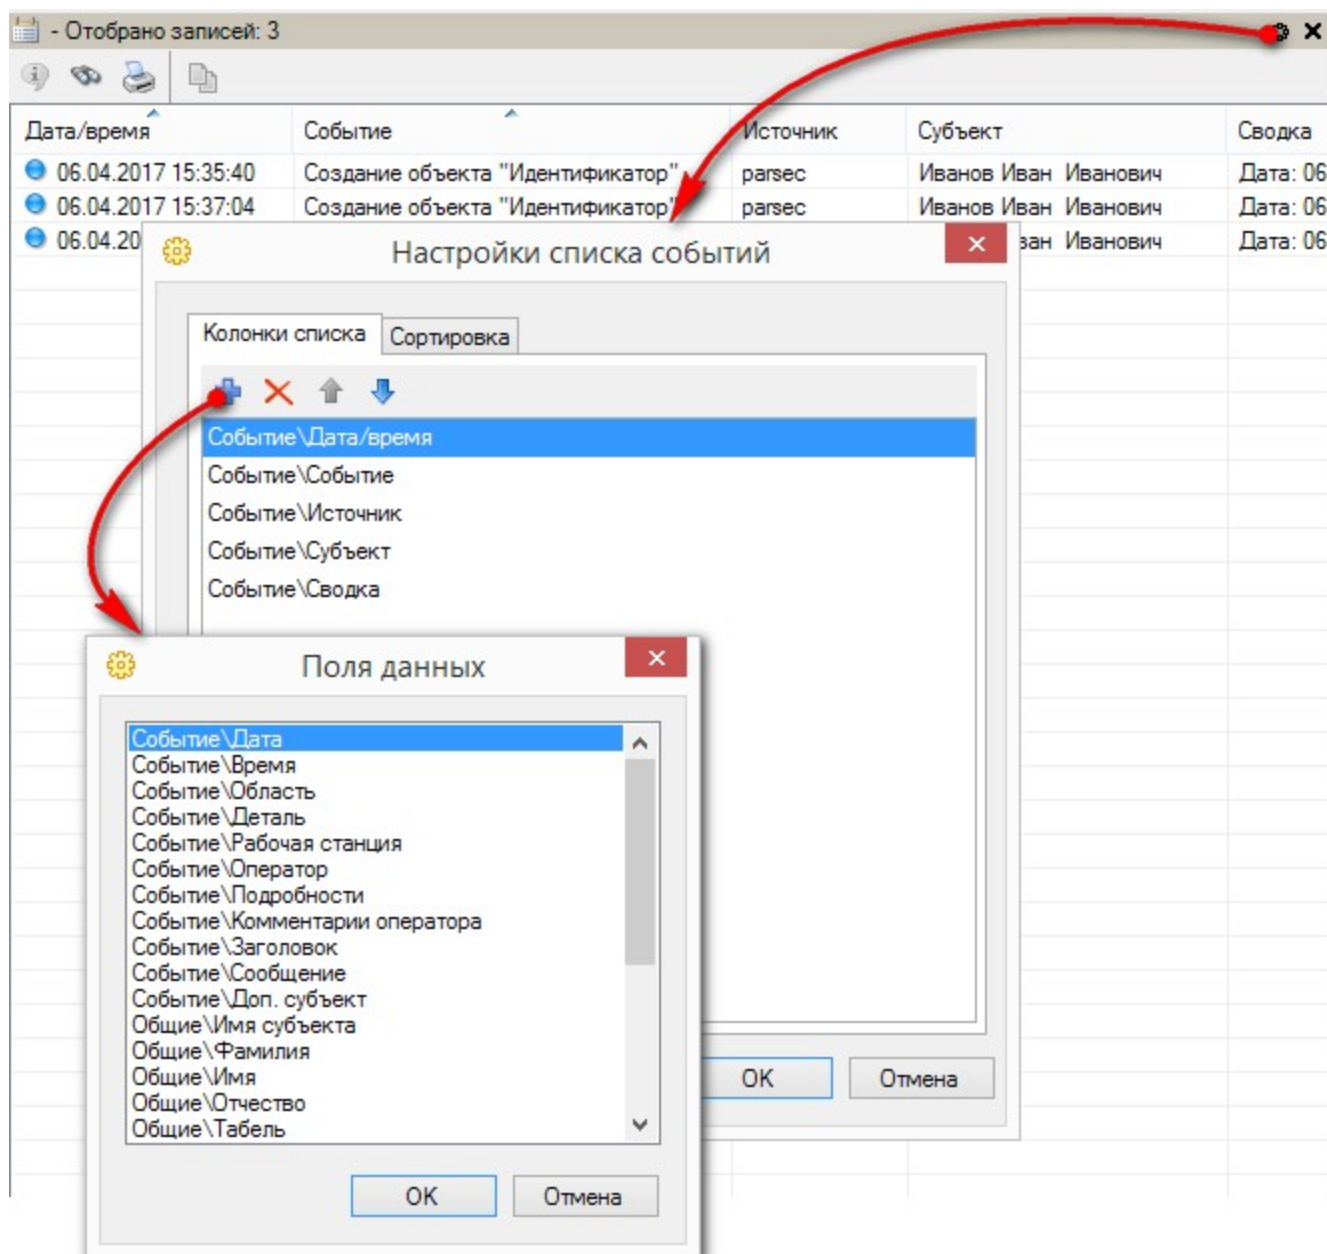 - Отобрано записей: 3
Дата/время Событие Источник Субъект Сводка
06.04.2017 15:35:40 Создание объекта "Идентификатор" parsec Иванов Иван Иванович Дата: 06
06.04.2017 15:37:04 Создание объекта "Идентификатор" parsec Иванов Иван Иванович Дата: 06
06.04.20 ван Иванович Дата: 06
Настройки списка событий
Колонки списка Сортировка
Событие\Дата/время
Событие\Событие
Событие\Источник
Событие\Субъект
Событие\Сводка
Поля данных
Событие\Дата
Событие\Время
Событие\Область
Событие\Деталь
Событие\Рабочая станция
Событие\Оператор
Событие\Подробности
Событие\Комментарии оператора
Событие\Заголовок
Событие\Сообщение
Событие\Доп. субъект
Общие\Имя субъекта
Общие\Фамилия
Общие\Имя
Общие\Отчество
Общие\Табель
OK Отмена
OK Отмена